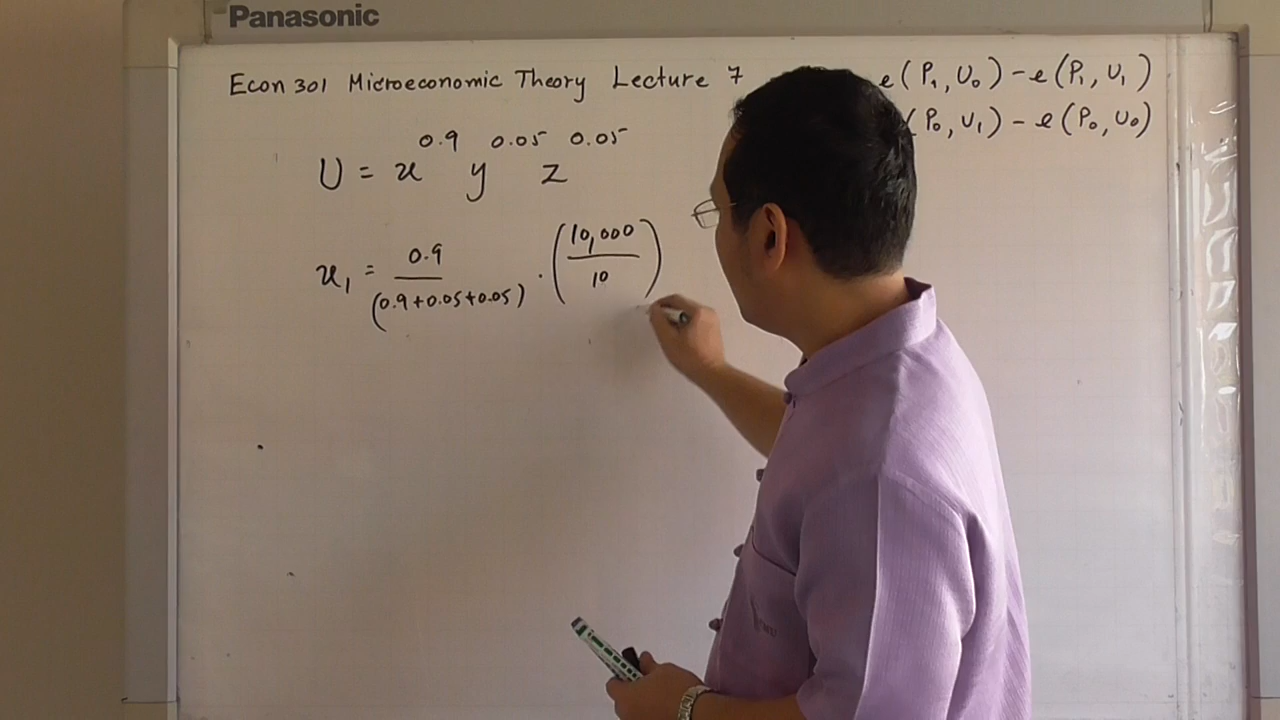 Panasonic
Econ 301 Microeconomic Theory Lecture 7
e(P₁, U₀) - e(P₁, U₁)
(P₀, U₁) - e(P₀, U₀)
U = x^0.9 y^0.05 z^0.05
x₁ = 0.9/(0.9+0.05+0.05) · (10,000/10)